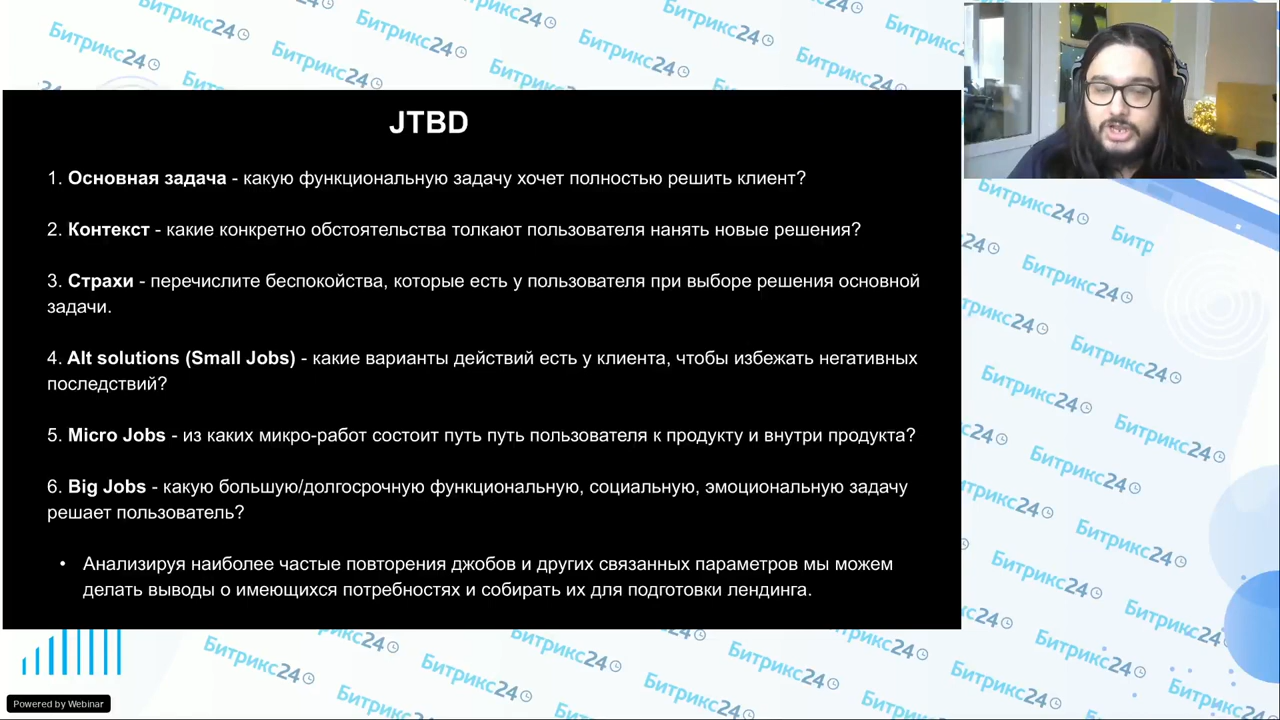 JTBD
1. Основная задача - какую функциональную задачу хочет полностью решить клиент?
2. Контекст - какие конкретно обстоятельства толкают пользователя нанять новые решения?
3. Страхи - перечислите беспокойства, которые есть у пользователя при выборе решения основной
задачи.
4. Alt solutions (Small Jobs) - какие варианты действий есть у клиента, чтобы избежать негативных
последствий?
5. Micro Jobs - из каких микро-работ состоит путь путь пользователя к продукту и внутри продукта?
6. Big Jobs - какую большую/долгосрочную функциональную, социальную, эмоциональную задачу
решает пользователь?
• Анализируя наиболее частые повторения джобов и других связанных параметров мы можем
делать выводы о имеющихся потребностях и собирать их для подготовки лендинга.
Битрикс24
Powered by Webinar